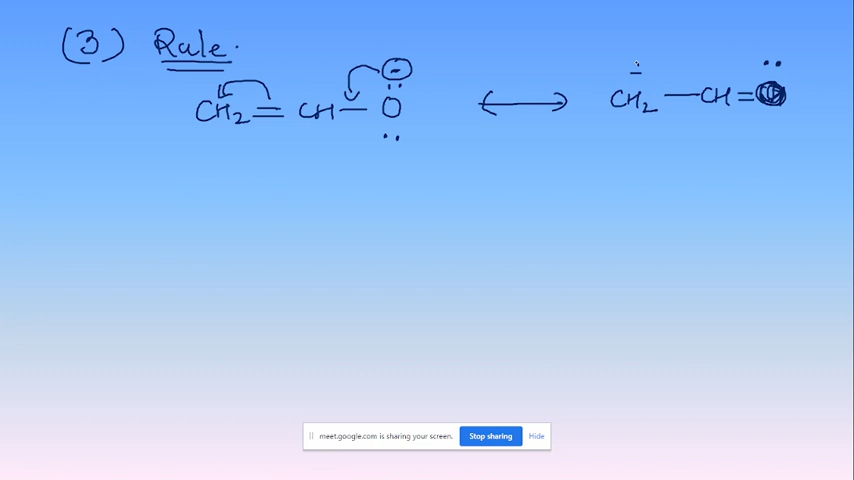 (3) Rule.
CH2 = CH — O ⊖ ⟷ CH2 — CH =
meet.google.com is sharing your screen. Stop sharing Hide